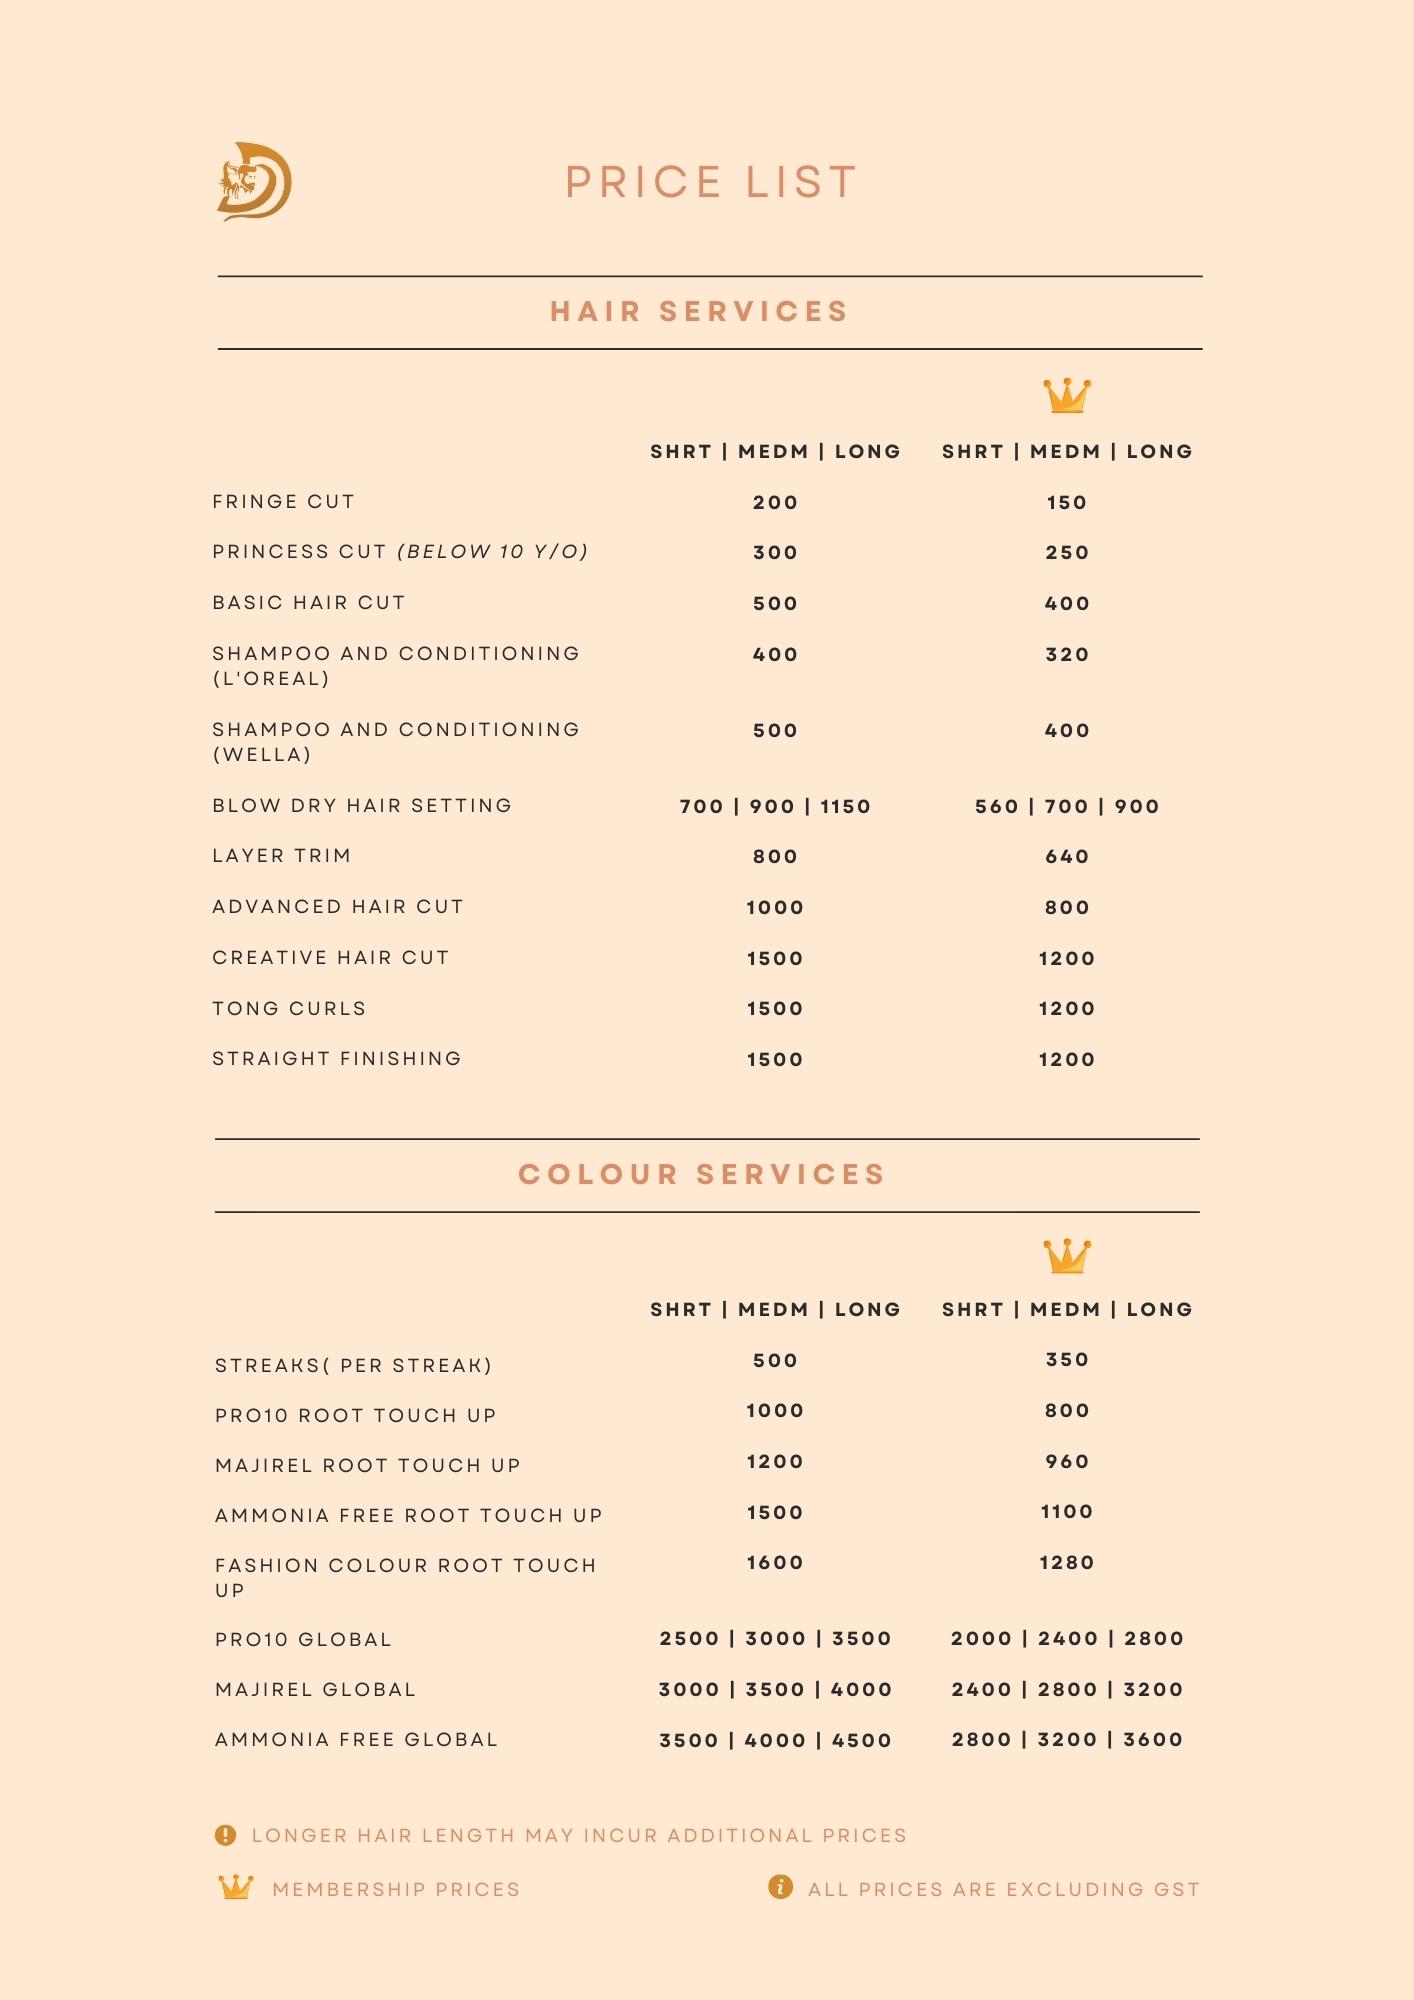 PRICE LIST
HAIR SERVICES
SHRT | MEDM | LONG SHRT | MEDM | LONG
FRINGE CUT 200 150
PRINCESS CUT (BELOW 10 Y/O) 300 250
BASIC HAIR CUT 500 400
SHAMPOO AND CONDITIONING 400 320
(L'OREAL)
SHAMPOO AND CONDITIONING 500 400
(WELLA)
BLOW DRY HAIR SETTING 700 | 900 | 1150 560 | 700 | 900
LAYER TRIM 800 640
ADVANCED HAIR CUT 1000 800
CREATIVE HAIR CUT 1500 1200
TONG CURLS 1500 1200
STRAIGHT FINISHING 1500 1200
COLOUR SERVICES
SHRT | MEDM | LONG SHRT | MEDM | LONG
STREAKS( PER STREAK) 500 350
PRO10 ROOT TOUCH UP 1000 800
MAJIREL ROOT TOUCH UP 1200 960
AMMONIA FREE ROOT TOUCH UP 1500 1100
FASHION COLOUR ROOT TOUCH 1600 1280
UP
PRO10 GLOBAL 2500 | 3000 | 3500 2000 | 2400 | 2800
MAJIREL GLOBAL 3000 | 3500 | 4000 2400 | 2800 | 3200
AMMONIA FREE GLOBAL 3500 | 4000 | 4500 2800 | 3200 | 3600
LONGER HAIR LENGTH MAY INCUR ADDITIONAL PRICES
MEMBERSHIP PRICES ALL PRICES ARE EXCLUDING GST